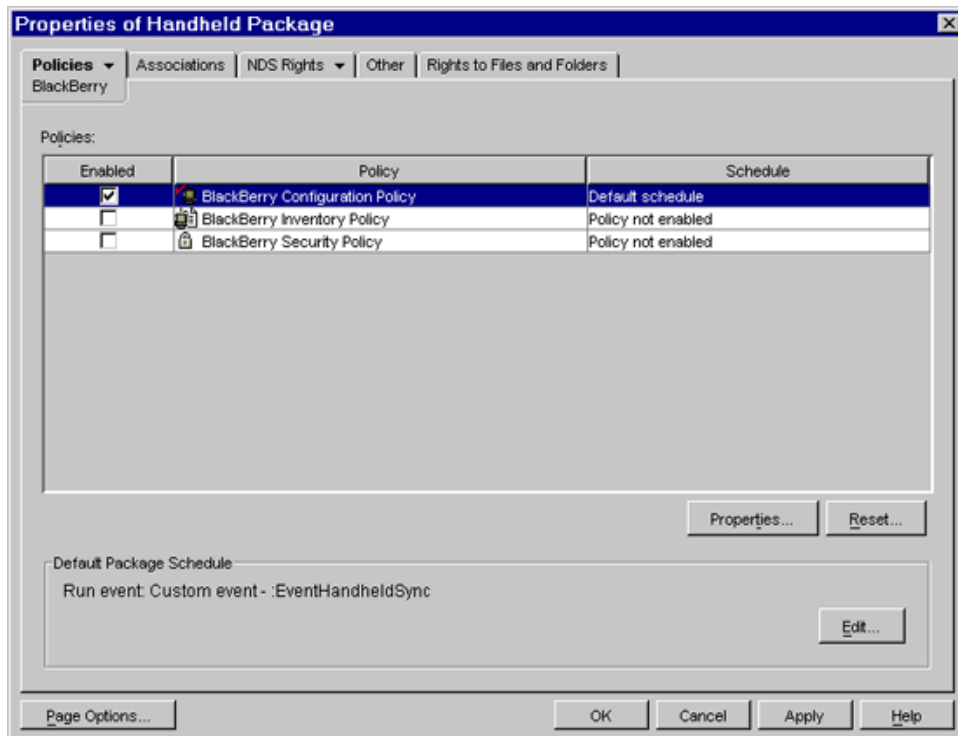 Properties of Handheld Package
Policies Associations NDS Rights Other Rights to Files and Folders
BlackBerry
Policies:
Enabled Policy Schedule
BlackBerry Configuration Policy Default schedule
BlackBerry Inventory Policy Policy not enabled
BlackBerry Security Policy Policy not enabled
Properties... Reset...
Default Package Schedule
Run event: Custom event - :EventHandheldSync
Edit...
Page Options... OK Cancel Apply Help